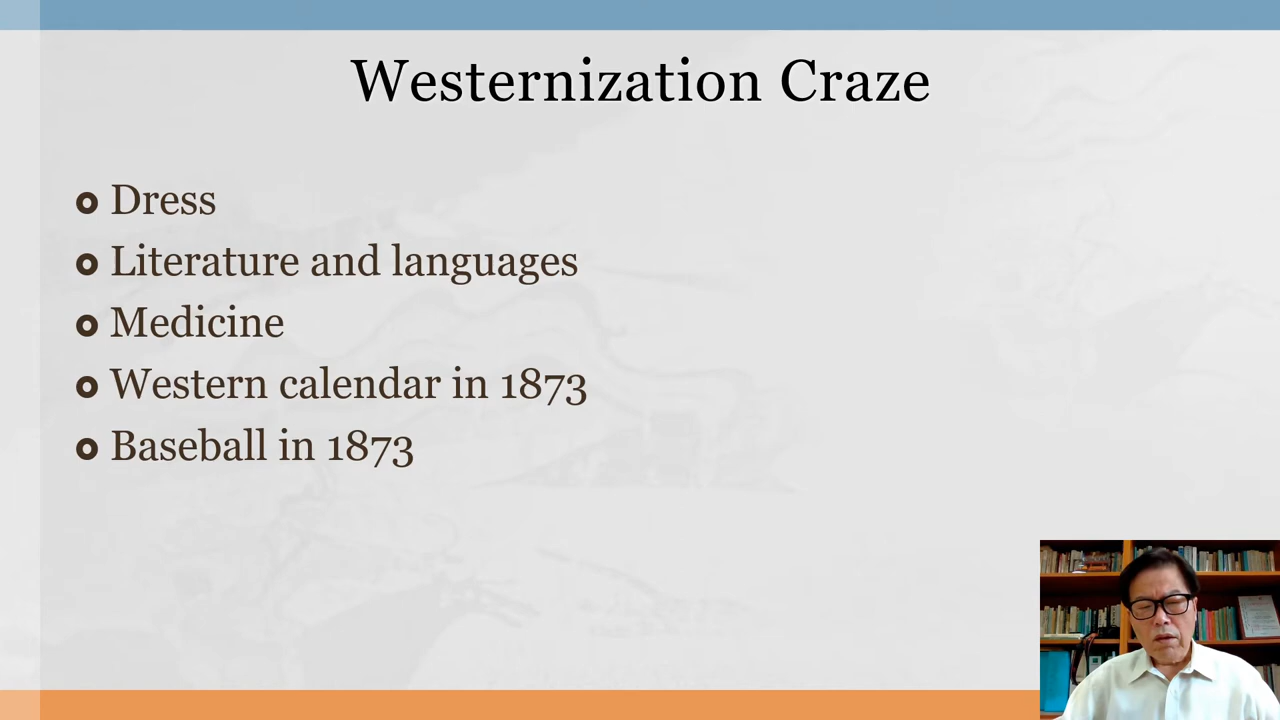 Westernization Craze
Dress
Literature and languages
Medicine
Western calendar in 1873
Baseball in 1873